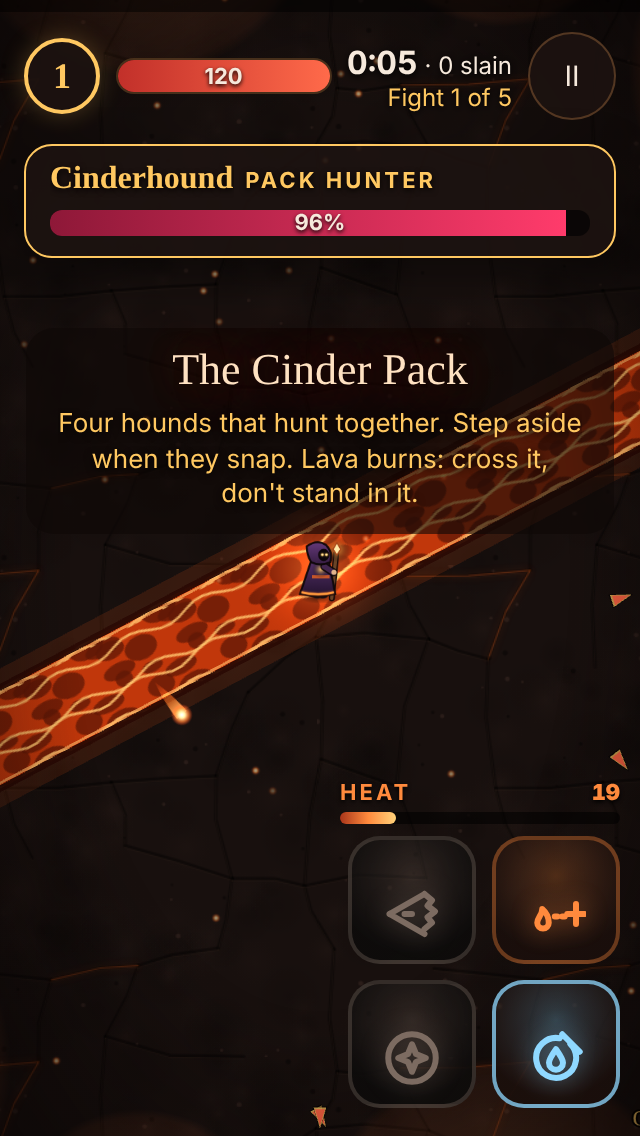 1
120
0:05 · 0 slain
Fight 1 of 5
Cinderhound PACK HUNTER
96%
The Cinder Pack
Four hounds that hunt together. Step aside
when they snap. Lava burns: cross it,
don't stand in it.
HEAT 19